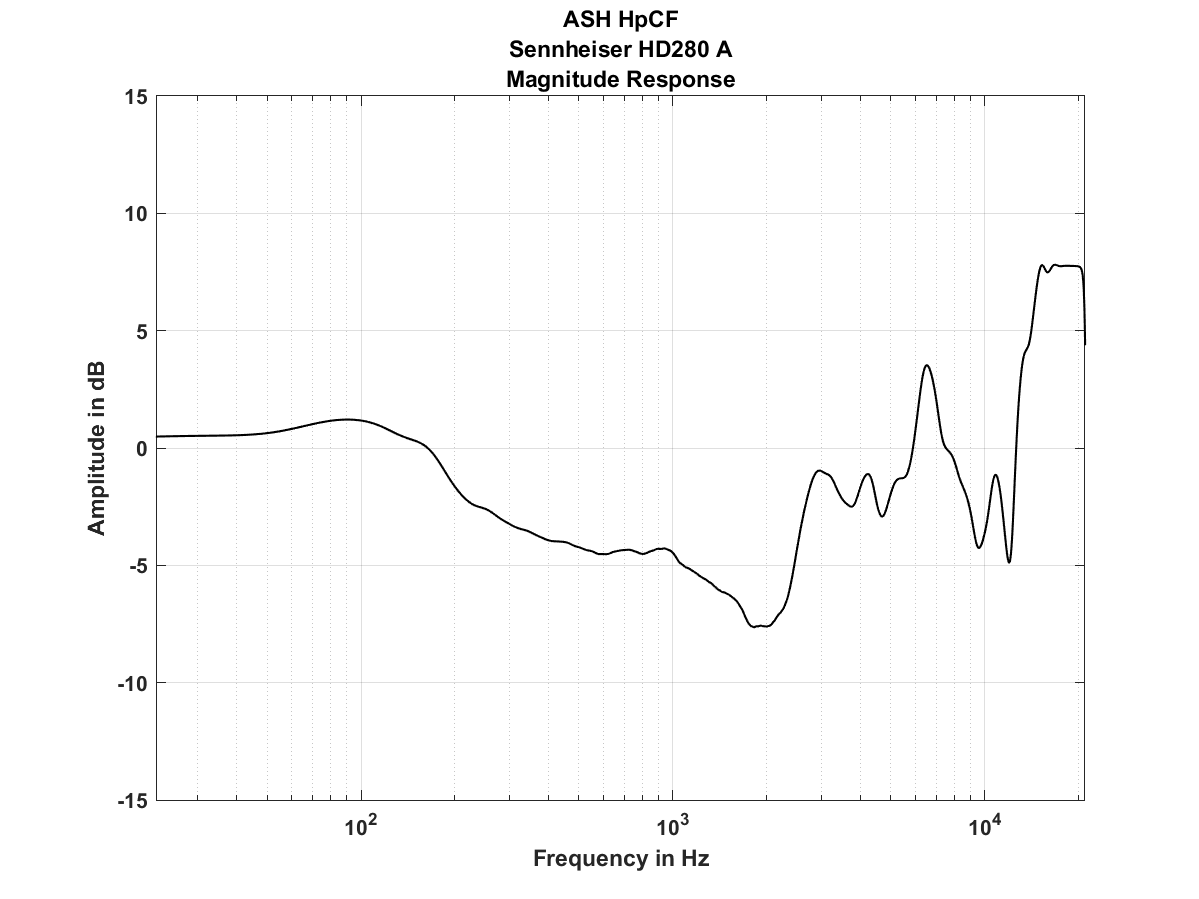 ASH HpCF
Sennheiser HD280 A
Magnitude Response
15
10
5
0
-5
-10
-15
Amplitude in dB
10²
10³
10⁴
Frequency in Hz